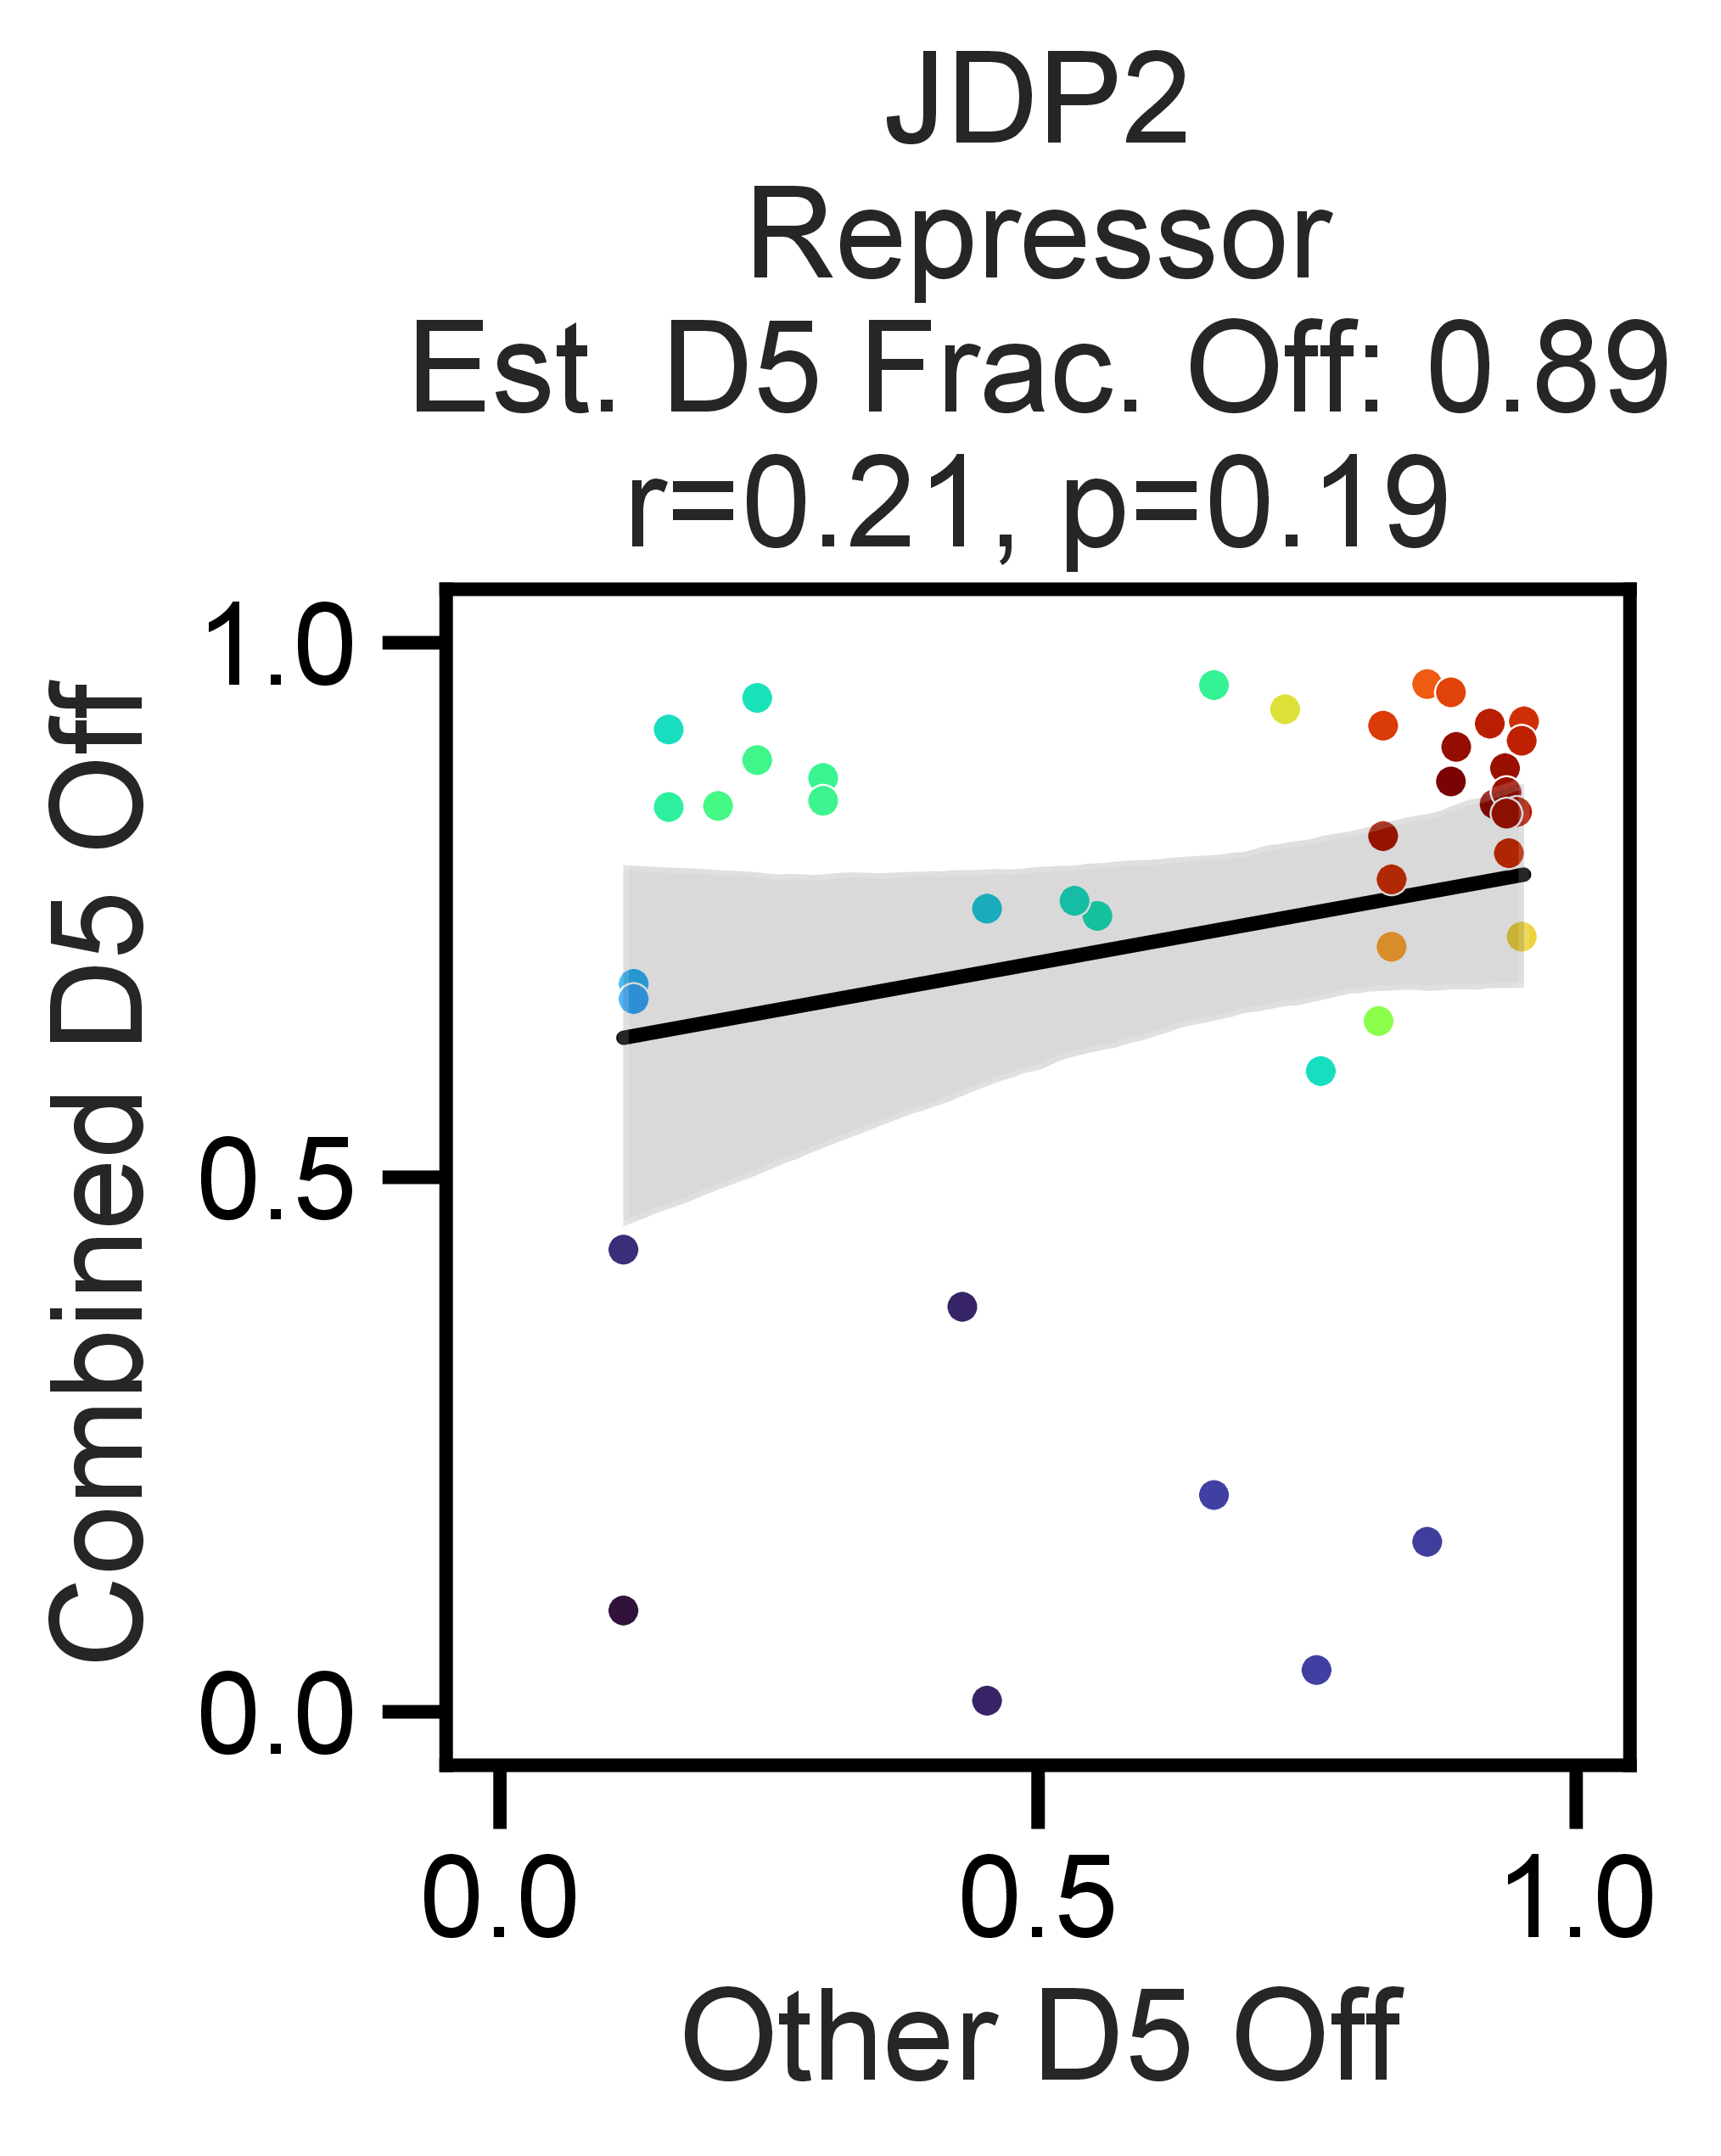 JDP2
Repressor
Est. D5 Frac. Off: 0.89
r=0.21, p=0.19
1.0
0.5
0.0
Combined D5 Off
0.0 0.5 1.0
Other D5 Off